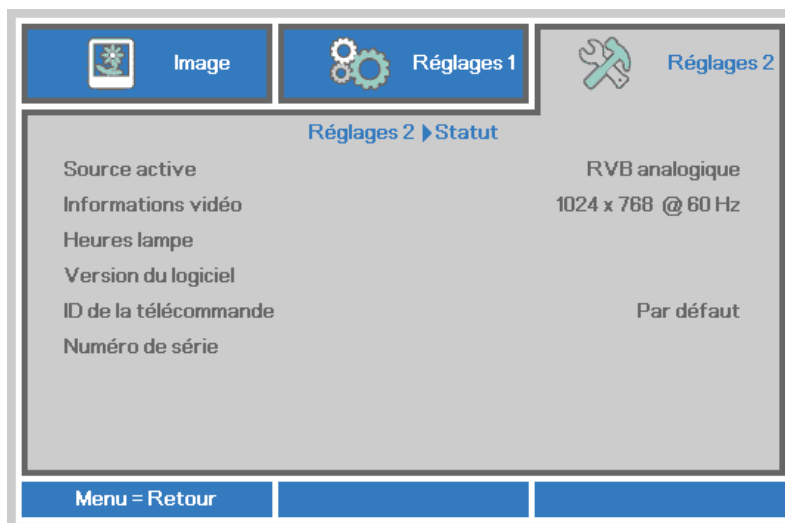 Image
Réglages 1
Réglages 2
Réglages 2 ▶ Statut
Source active RVB analogique
Informations vidéo 1024 x 768 @ 60 Hz
Heures lampe
Version du logiciel
ID de la télécommande Par défaut
Numéro de série
Menu = Retour